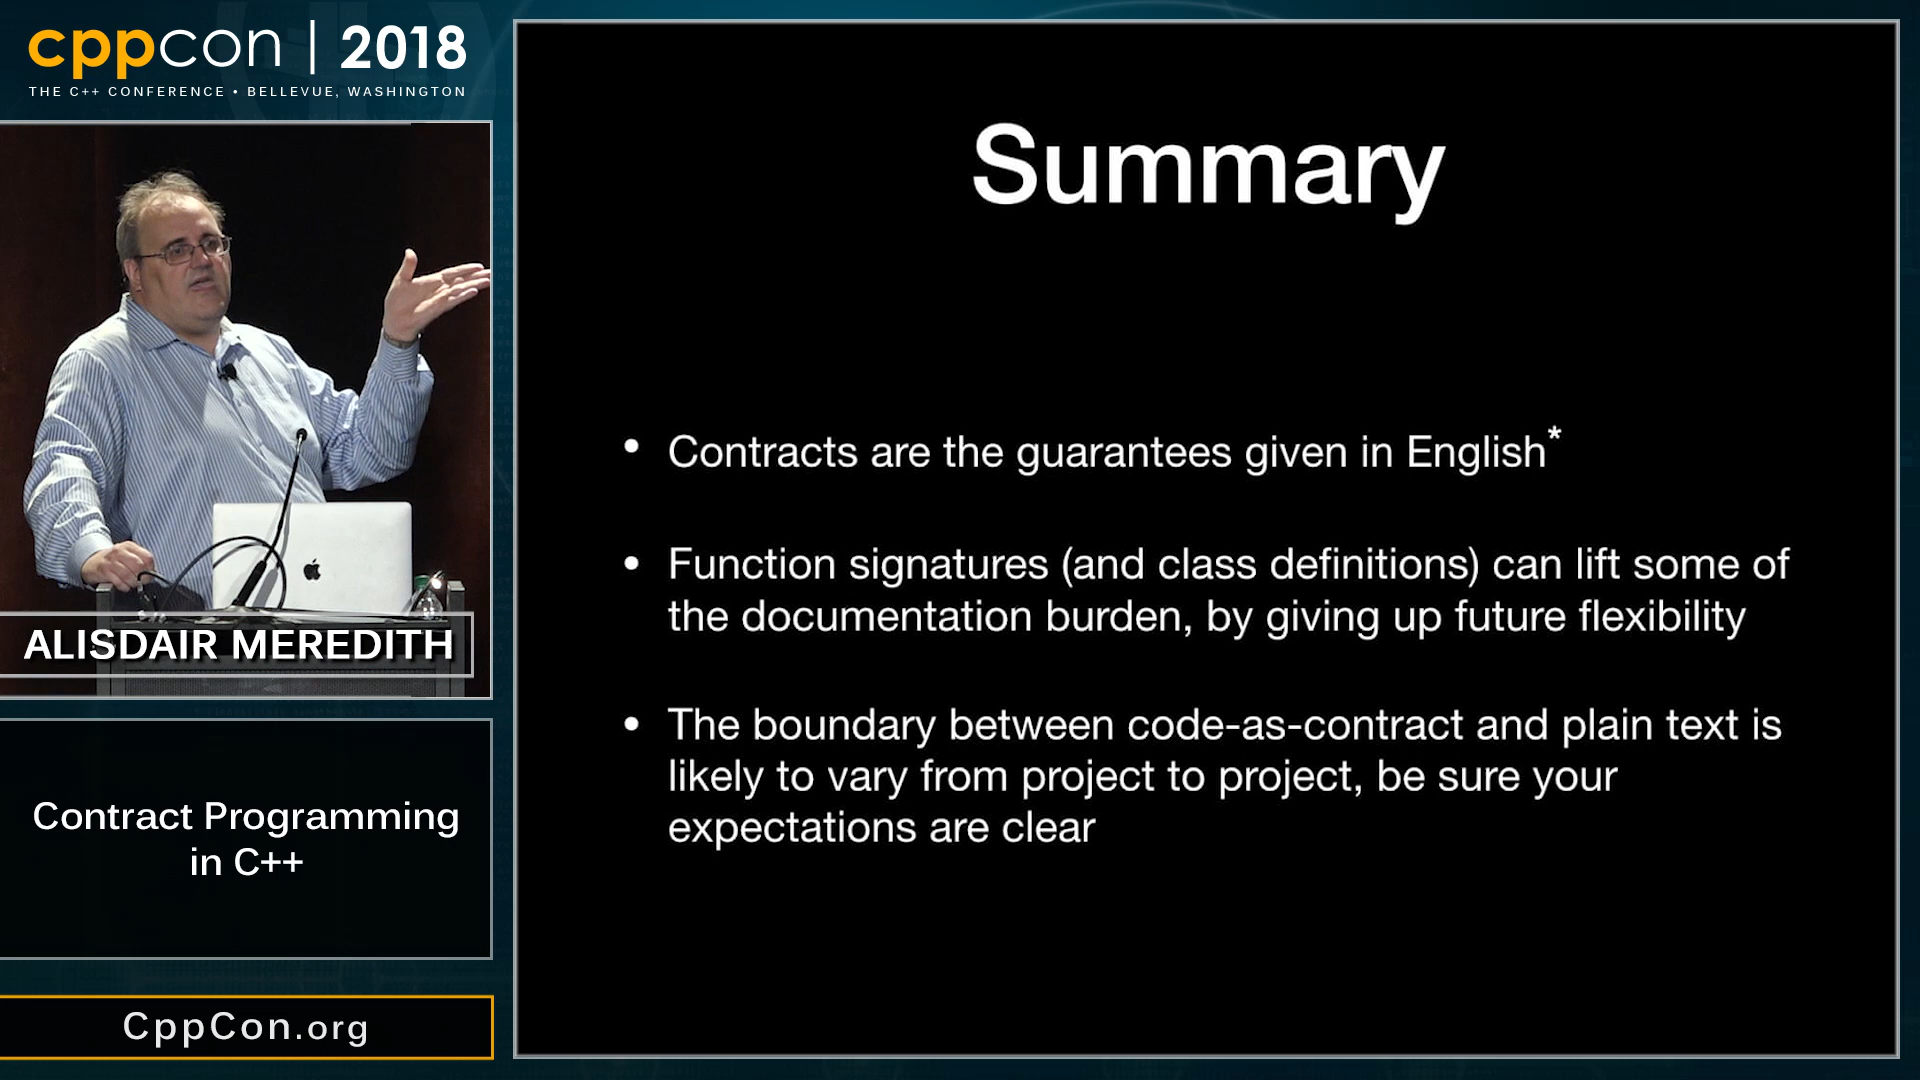 cppcon | 2018
THE C++ CONFERENCE • BELLEVUE, WASHINGTON
ALISDAIR MEREDITH
Contract Programming
in C++
CppCon.org
Summary
• Contracts are the guarantees given in English*
• Function signatures (and class definitions) can lift some of
the documentation burden, by giving up future flexibility
• The boundary between code-as-contract and plain text is
likely to vary from project to project, be sure your
expectations are clear